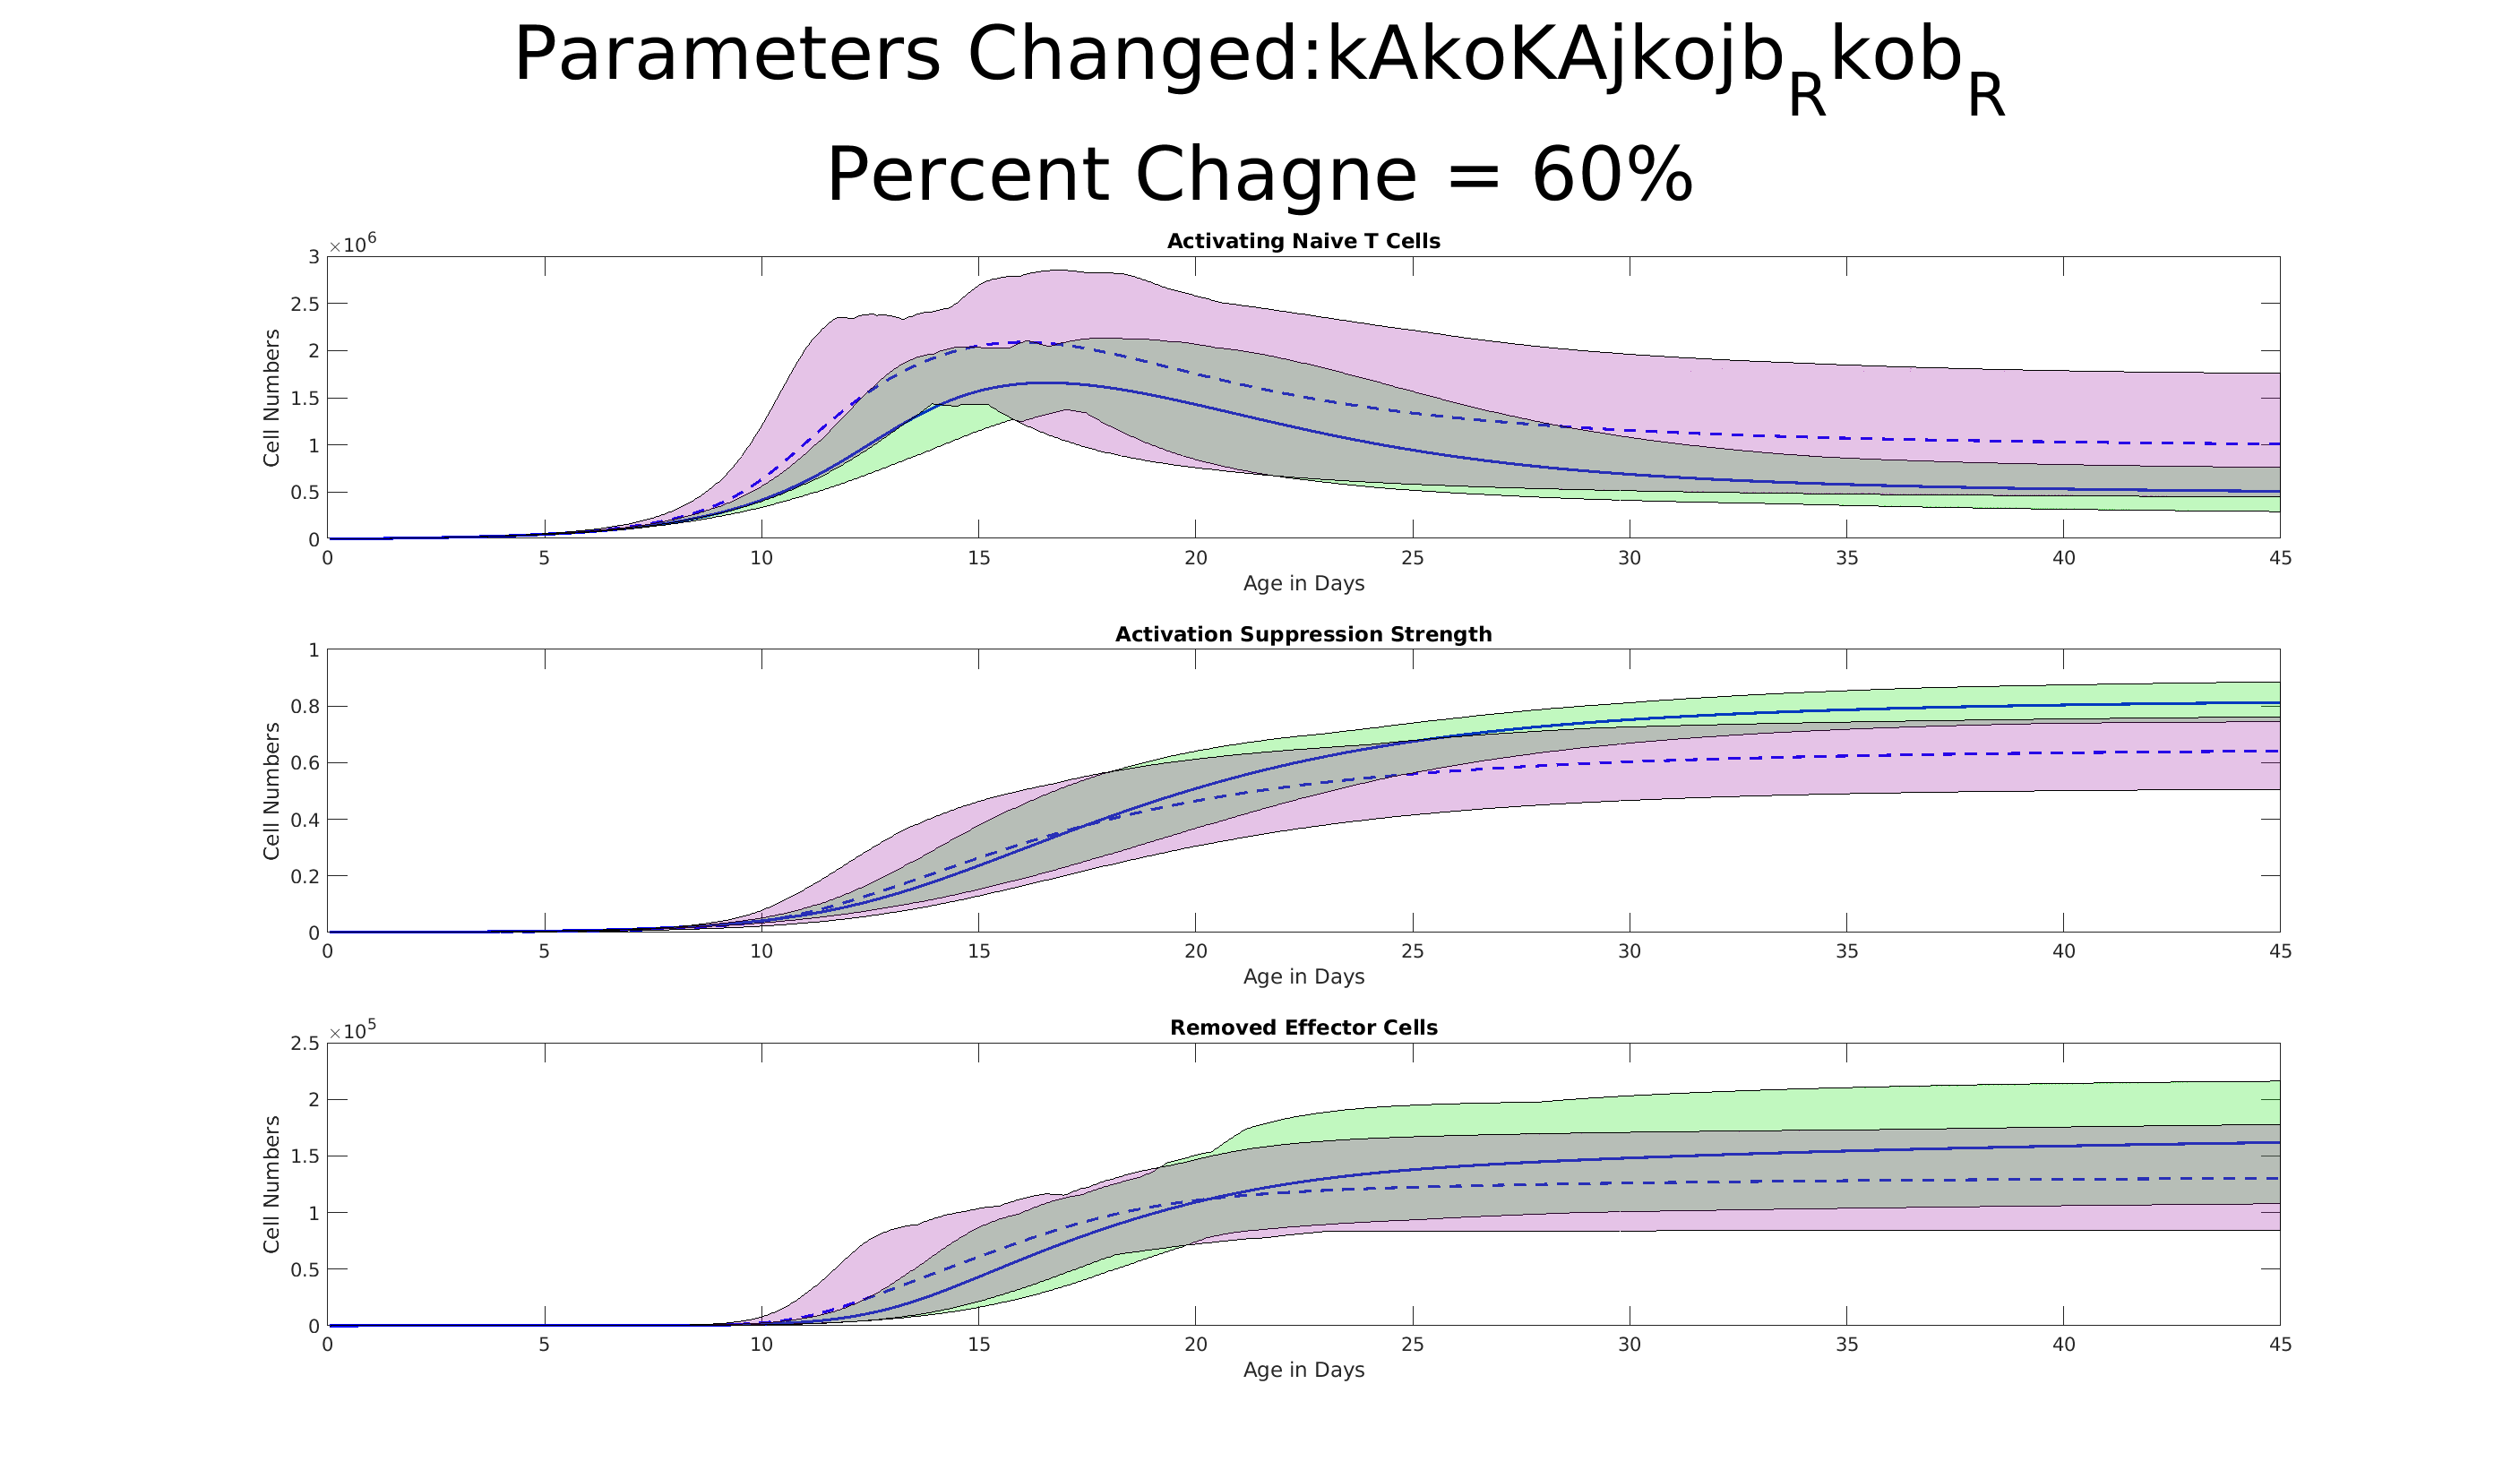 Parameters Changed:kAkoKAjkojb_Rkob_R
Percent Chagne = 60%
Activating Naive T Cells
×10^6
3
2.5
2
1.5
1
0.5
0
Cell Numbers
0 5 10 15 20 25 30 35 40 45
Age in Days
Activation Suppression Strength
1
0.8
0.6
0.4
0.2
0
Cell Numbers
0 5 10 15 20 25 30 35 40 45
Age in Days
Removed Effector Cells
×10^5
2.5
2
1.5
1
0.5
0
Cell Numbers
0 5 10 15 20 25 30 35 40 45
Age in Days